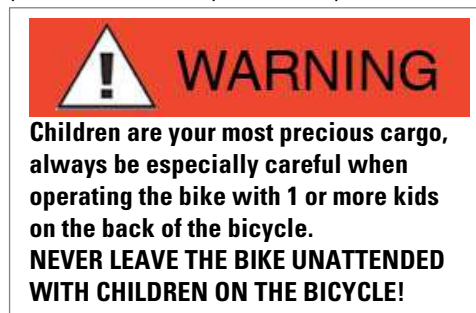 WARNING
Children are your most precious cargo,
always be especially careful when
operating the bike with 1 or more kids
on the back of the bicycle.
NEVER LEAVE THE BIKE UNATTENDED
WITH CHILDREN ON THE BICYCLE!